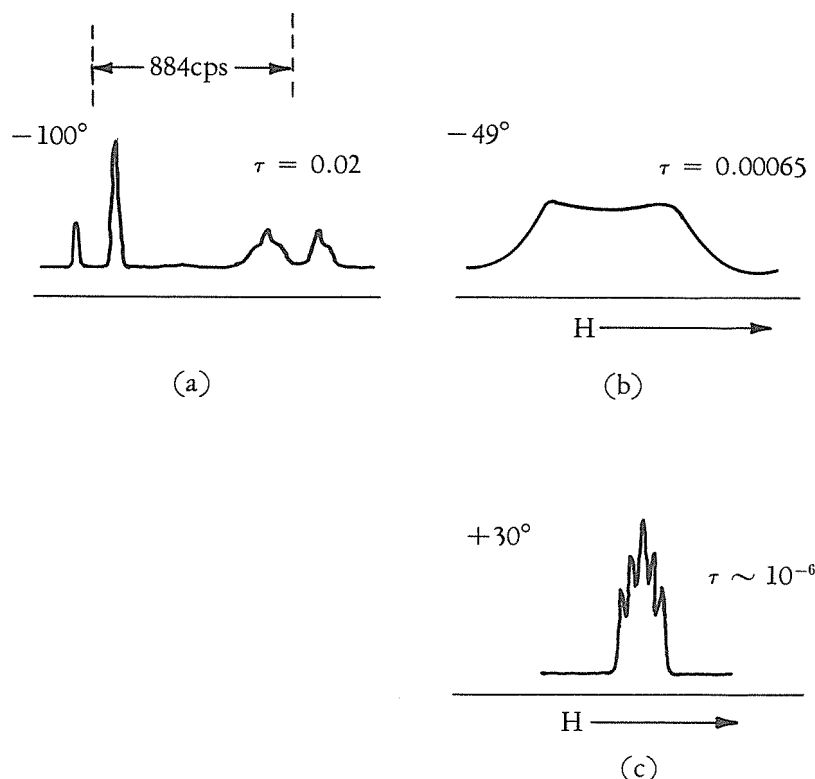 884cps
−100°
τ = 0.02
(a)
−49°
τ = 0.00065
H
(b)
+30°
τ ∼ 10⁻⁶
H
(c)